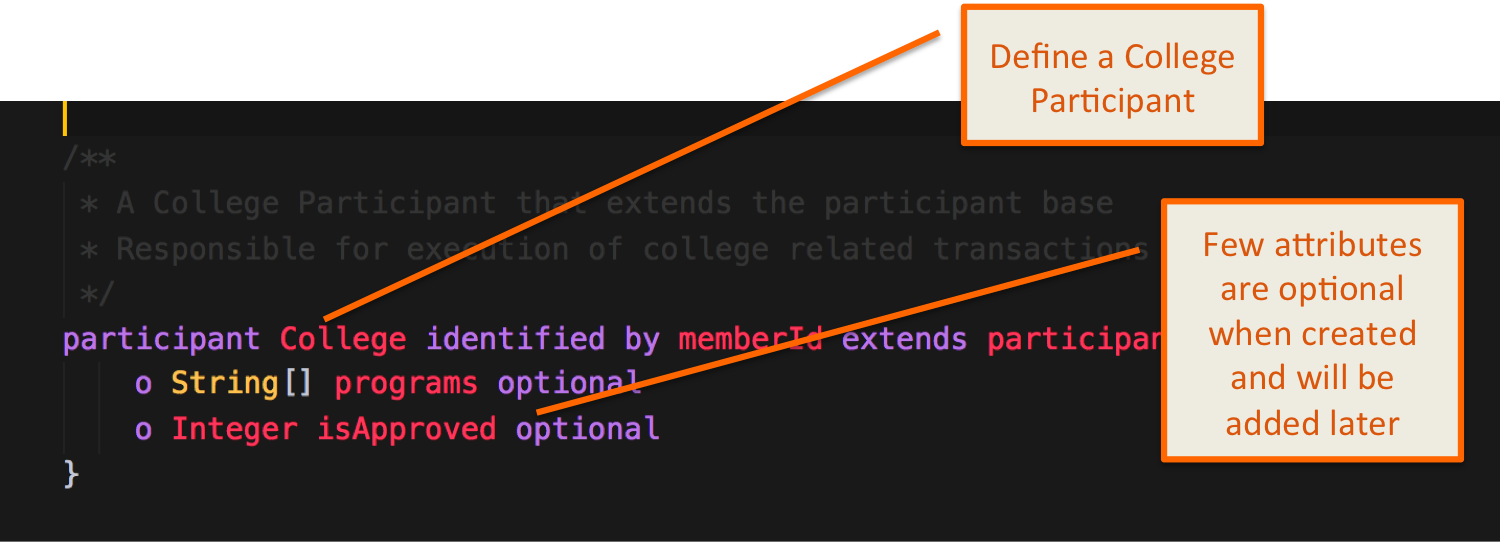 Define a College
Participant
/**
* A College Participant that extends the participant base
* Responsible for execution of college related transactions
*/
participant College identified by memberId extends
o String[] programs optional
o Integer isApproved optional
}
Few attributes
are optional
when created
and will be
added later